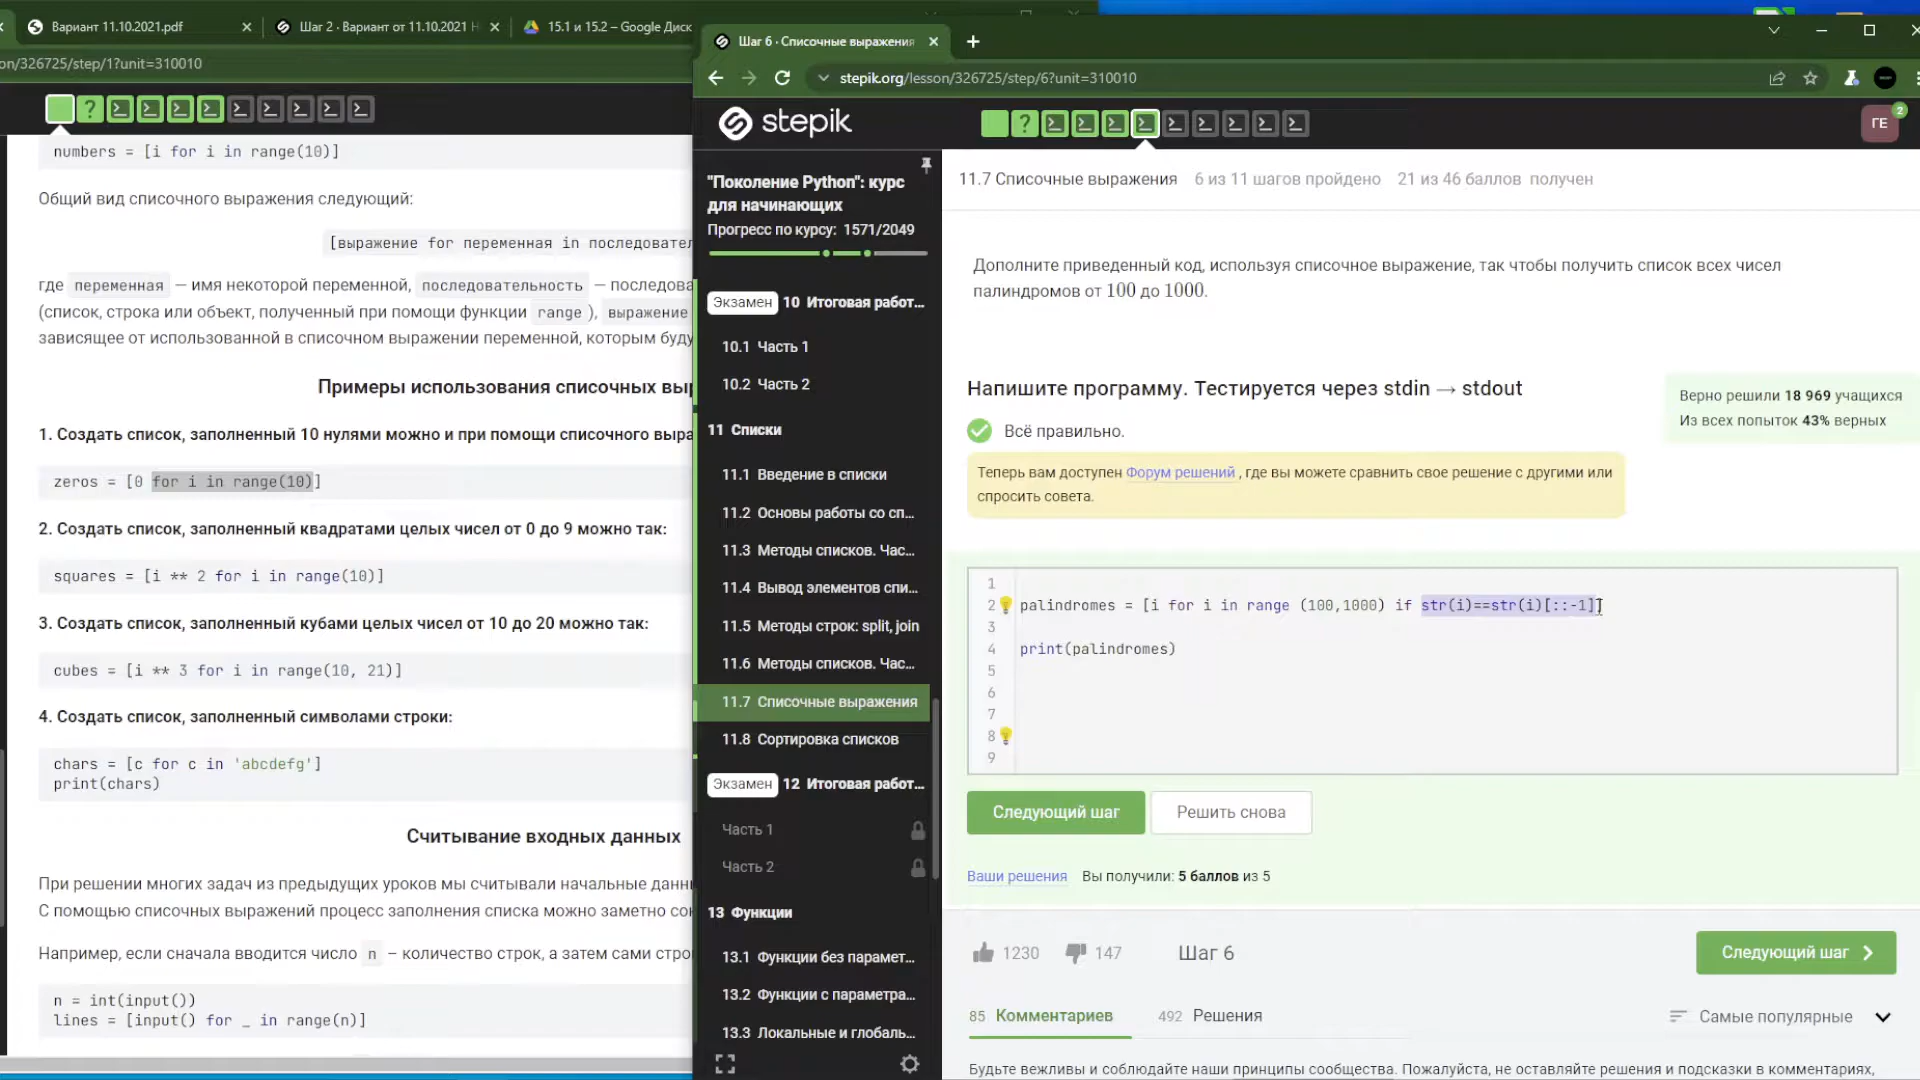 Вариант 11.10.2021.pdf
Шаг 2 · Вариант от 11.10.2021
15.1 и 15.2 – Google Диск
on/326725/step/1?unit=310010
numbers = [i for i in range(10)]
Общий вид списочного выражения следующий:
[выражение for переменная in
где переменная — имя некоторой переменной, последовательность —
(список, строка или объект, полученный при помощи функции range ), выражение
зависящее от использованной в списочном выражении переменной, которым
Примеры использования списочных
1. Создать список, заполненный 10 нулями можно и при помощи списочного
zeros = [0 for i in range(10)]
2. Создать список, заполненный квадратами целых чисел от 0 до 9 можно так:
squares = [i ** 2 for i in range(10)]
3. Создать список, заполненный кубами целых чисел от 10 до 20 можно так:
cubes = [i ** 3 for i in range(10, 21)]
4. Создать список, заполненный символами строки:
chars = [c for c in 'abcdefg']
print(chars)
Считывание входных данных
При решении многих задач из предыдущих уроков мы считывали начальные
С помощью списочных выражений процесс заполнения списка можно заметно
Например, если сначала вводится число n – количество строк, а затем сами
n = int(input())
lines = [input() for _ in range(n)]
Шаг 6 · Списочные выражения
stepik.org/lesson/326725/step/6?unit=310010
stepik
?
?
ГЕ
2
"Поколение Python": курс
для начинающих
Прогресс по курсу: 1571/2049
Экзамен 10 Итоговая работ...
10.1 Часть 1
10.2 Часть 2
11 Списки
11.1 Введение в списки
11.2 Основы работы со сп...
11.3 Методы списков. Час...
11.4 Вывод элементов спи...
11.5 Методы строк: split, join
11.6 Методы списков. Час...
11.7 Списочные выражения
11.8 Сортировка списков
Экзамен 12 Итоговая работ...
Часть 1
Часть 2
13 Функции
13.1 Функции без парамет...
13.2 Функции с параметра...
13.3 Локальные и глобаль...
11.7 Списочные выражения 6 из 11 шагов пройдено 21 из 46 баллов получен
Дополните приведенный код, используя списочное выражение, так чтобы получить список всех чисел
палиндромов от 100 до 1000.
Напишите программу. Тестируется через stdin → stdout
Верно решили 18 969 учащихся
Из всех попыток 43% верных
Всё правильно.
Теперь вам доступен Форум решений , где вы можете сравнить свое решение с другими или
спросить совета.
1
2 palindromes = [i for i in range (100,1000) if str(i)==str(i)[::-1]]
3
4 print(palindromes)
5
6
7
8
9
Следующий шаг Решить снова
Ваши решения Вы получили: 5 баллов из 5
1230 147 Шаг 6 Следующий шаг
85 Комментариев 492 Решения Самые популярные
Будьте вежливы и соблюдайте наши принципы сообщества. Пожалуйста, не оставляйте решения и подсказки в комментариях,